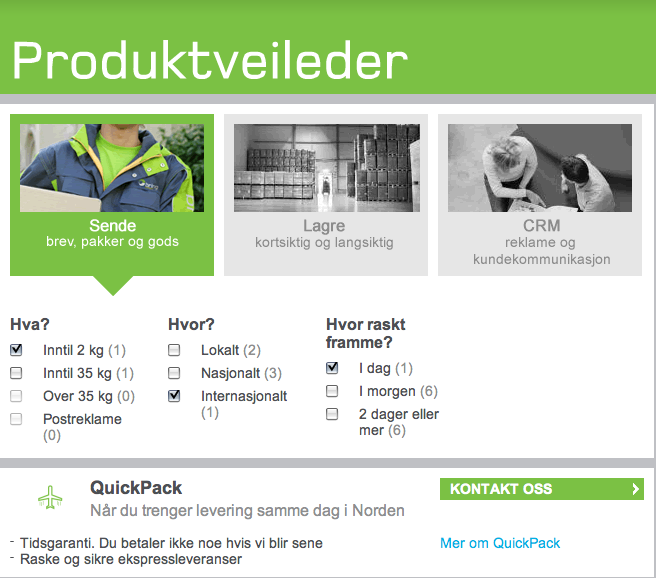 Produktveileder
Sende
brev, pakker og gods
Lagre
kortsiktig og langsiktig
CRM
reklame og
kundekommunikasjon
Hva?
Inntil 2 kg (1)
Inntil 35 kg (1)
Over 35 kg (0)
Postreklame
(0)
Hvor?
Lokalt (2)
Nasjonalt (3)
Internasjonalt
(1)
Hvor raskt
framme?
I dag (1)
I morgen (6)
2 dager eller
mer (6)
QuickPack
Når du trenger levering samme dag i Norden
- Tidsgaranti. Du betaler ikke noe hvis vi blir sene
- Raske og sikre ekspressleveranser
KONTAKT OSS
Mer om QuickPack